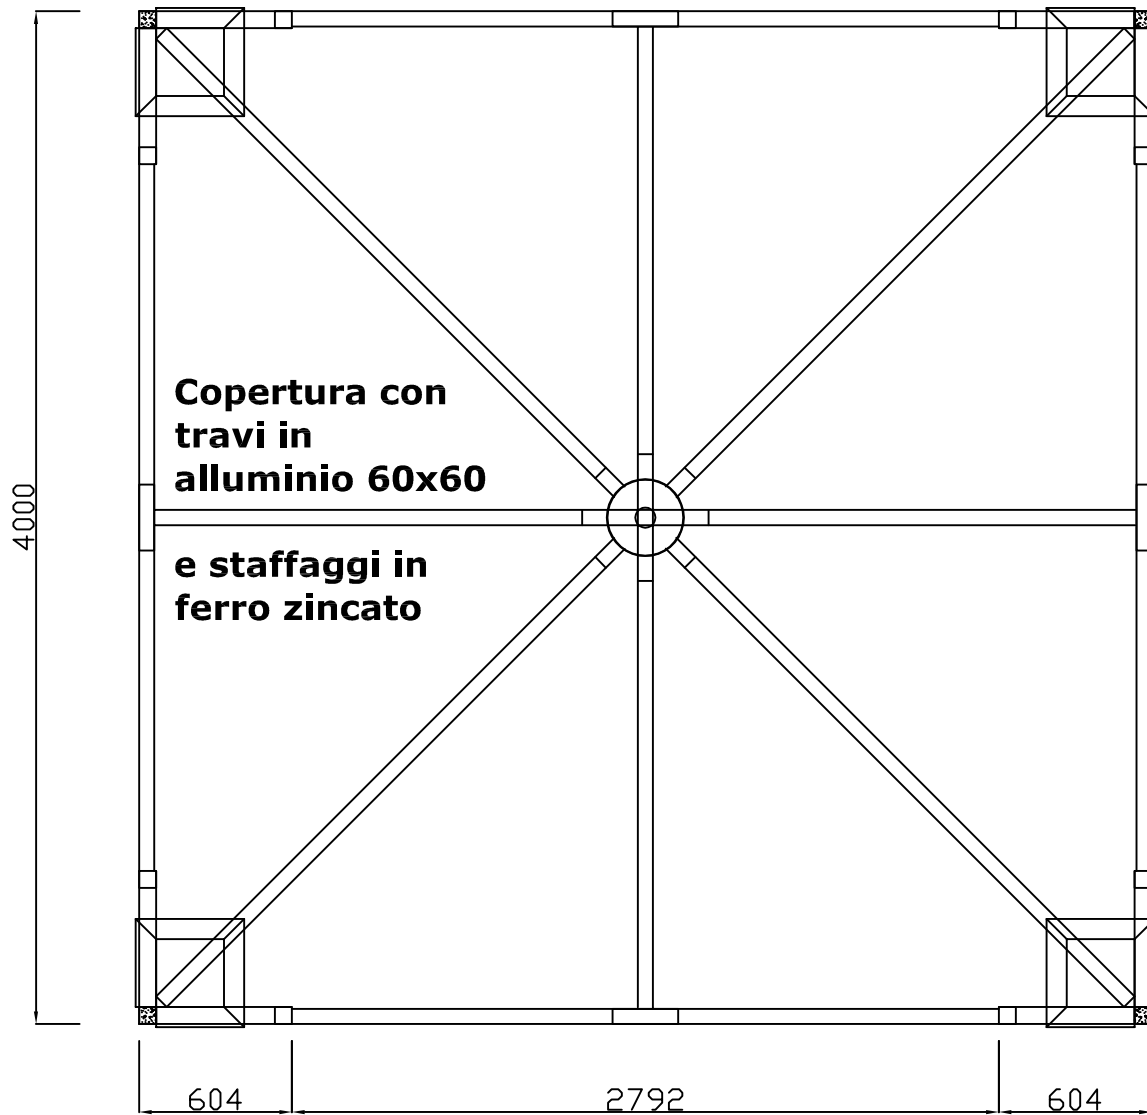 Copertura con
travi in
alluminio 60x60
e staffaggi in
ferro zincato
4000
604
2792
604